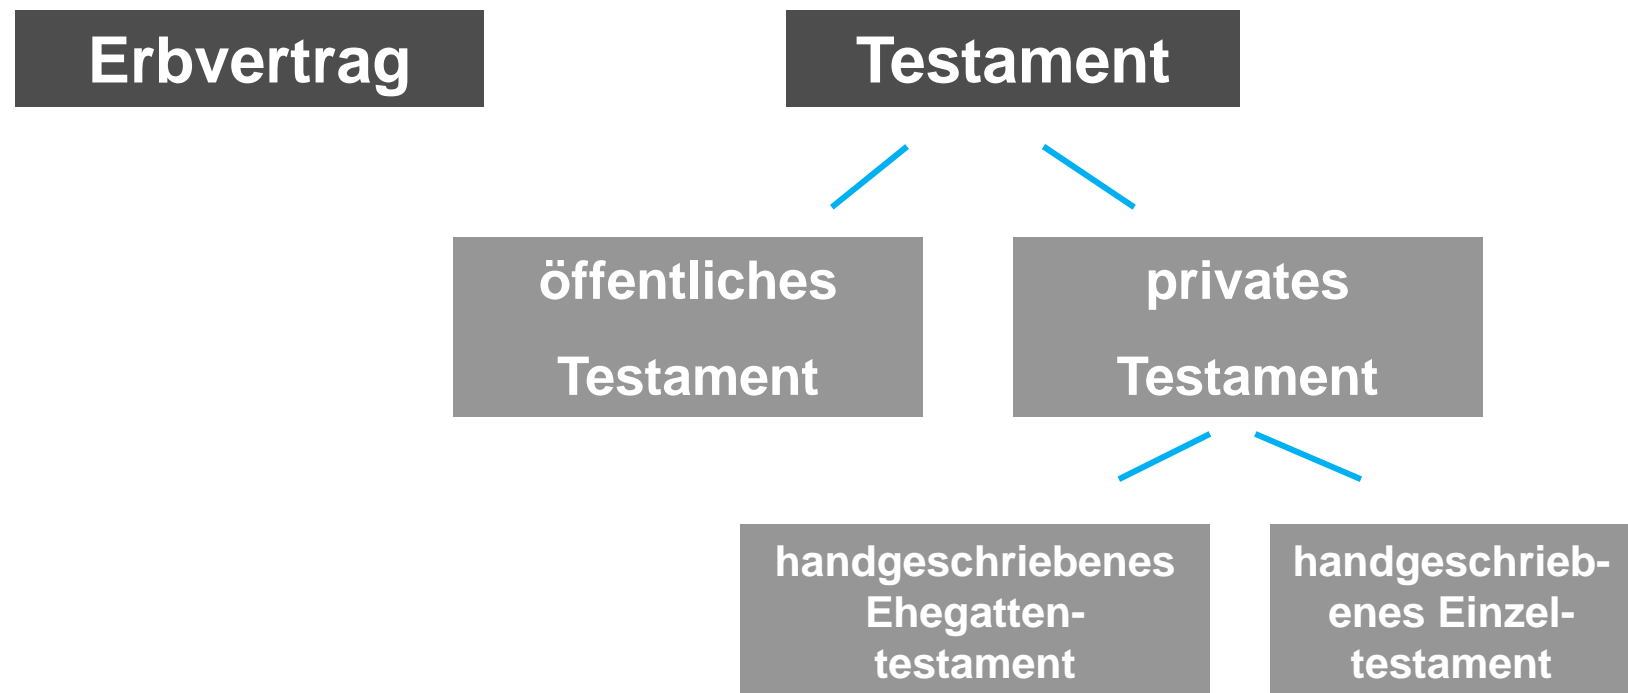 Erbvertrag
Testament
öffentliches
Testament
privates
Testament
handgeschriebenes
Ehegatten-
testament
handgeschrieb-
enes Einzel-
testament